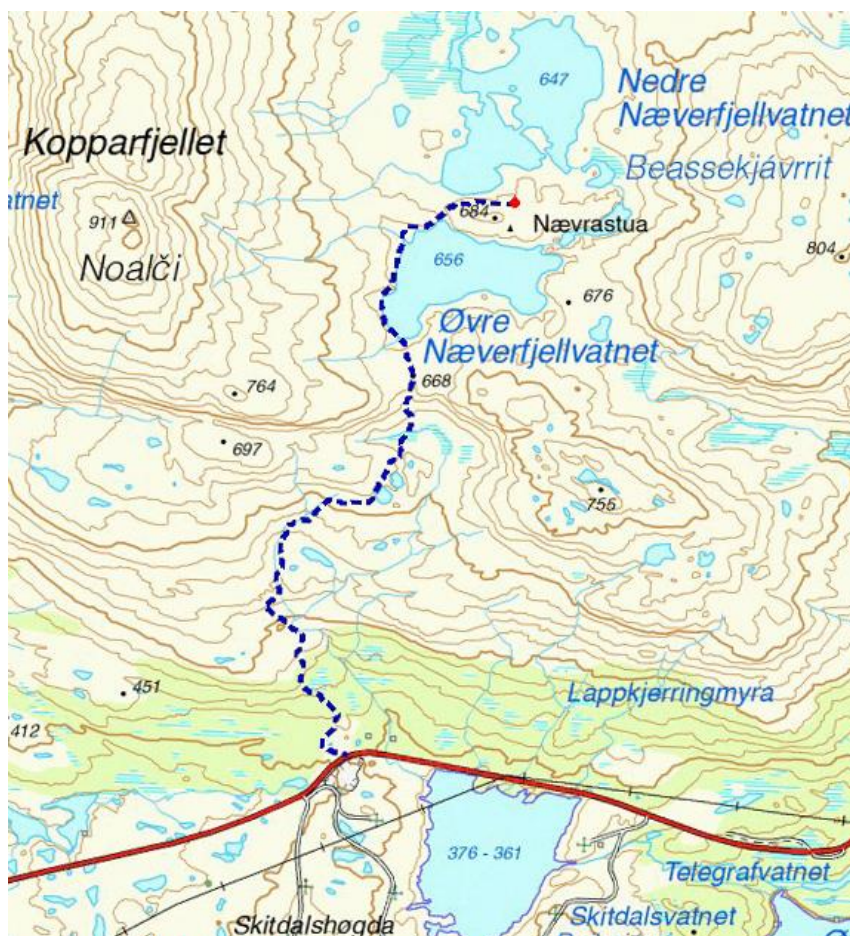 647
Nedre
Næverfjellvatnet
Kopparfjellet
Beassekjávrrit
atnet
911
684
Nævrastua
656
804
Noalči
676
Øvre
Næverfjellvatnet
668
764
697
755
451
Lappkjerringmyra
412
376 - 361
Telegrafvatnet
Skitdalshøgda
Skitdalsvatnet